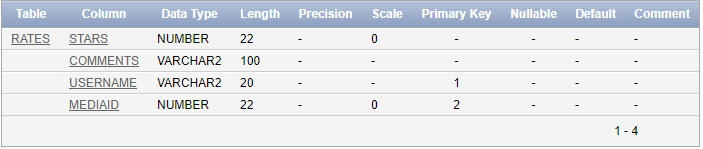 Table Column Data Type Length Precision Scale Primary Key Nullable Default Comment
RATES STARS NUMBER 22 - 0 - - - -
COMMENTS VARCHAR2 100 - - - - - -
USERNAME VARCHAR2 20 - - 1 - - -
MEDIAID NUMBER 22 - 0 2 - - -
1 - 4